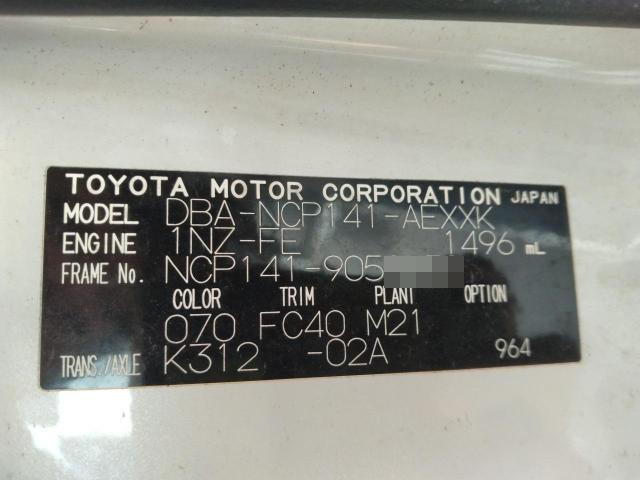 TOYOTA MOTOR CORPORATION JAPAN
MODEL DBA-NCP141-AEXXK
ENGINE 1NZ-FE 1496 mL
FRAME No. NCP141-905
COLOR TRIM PLANT OPTION
070 FC40 M21
TRANS./AXLE K312 -02A 964